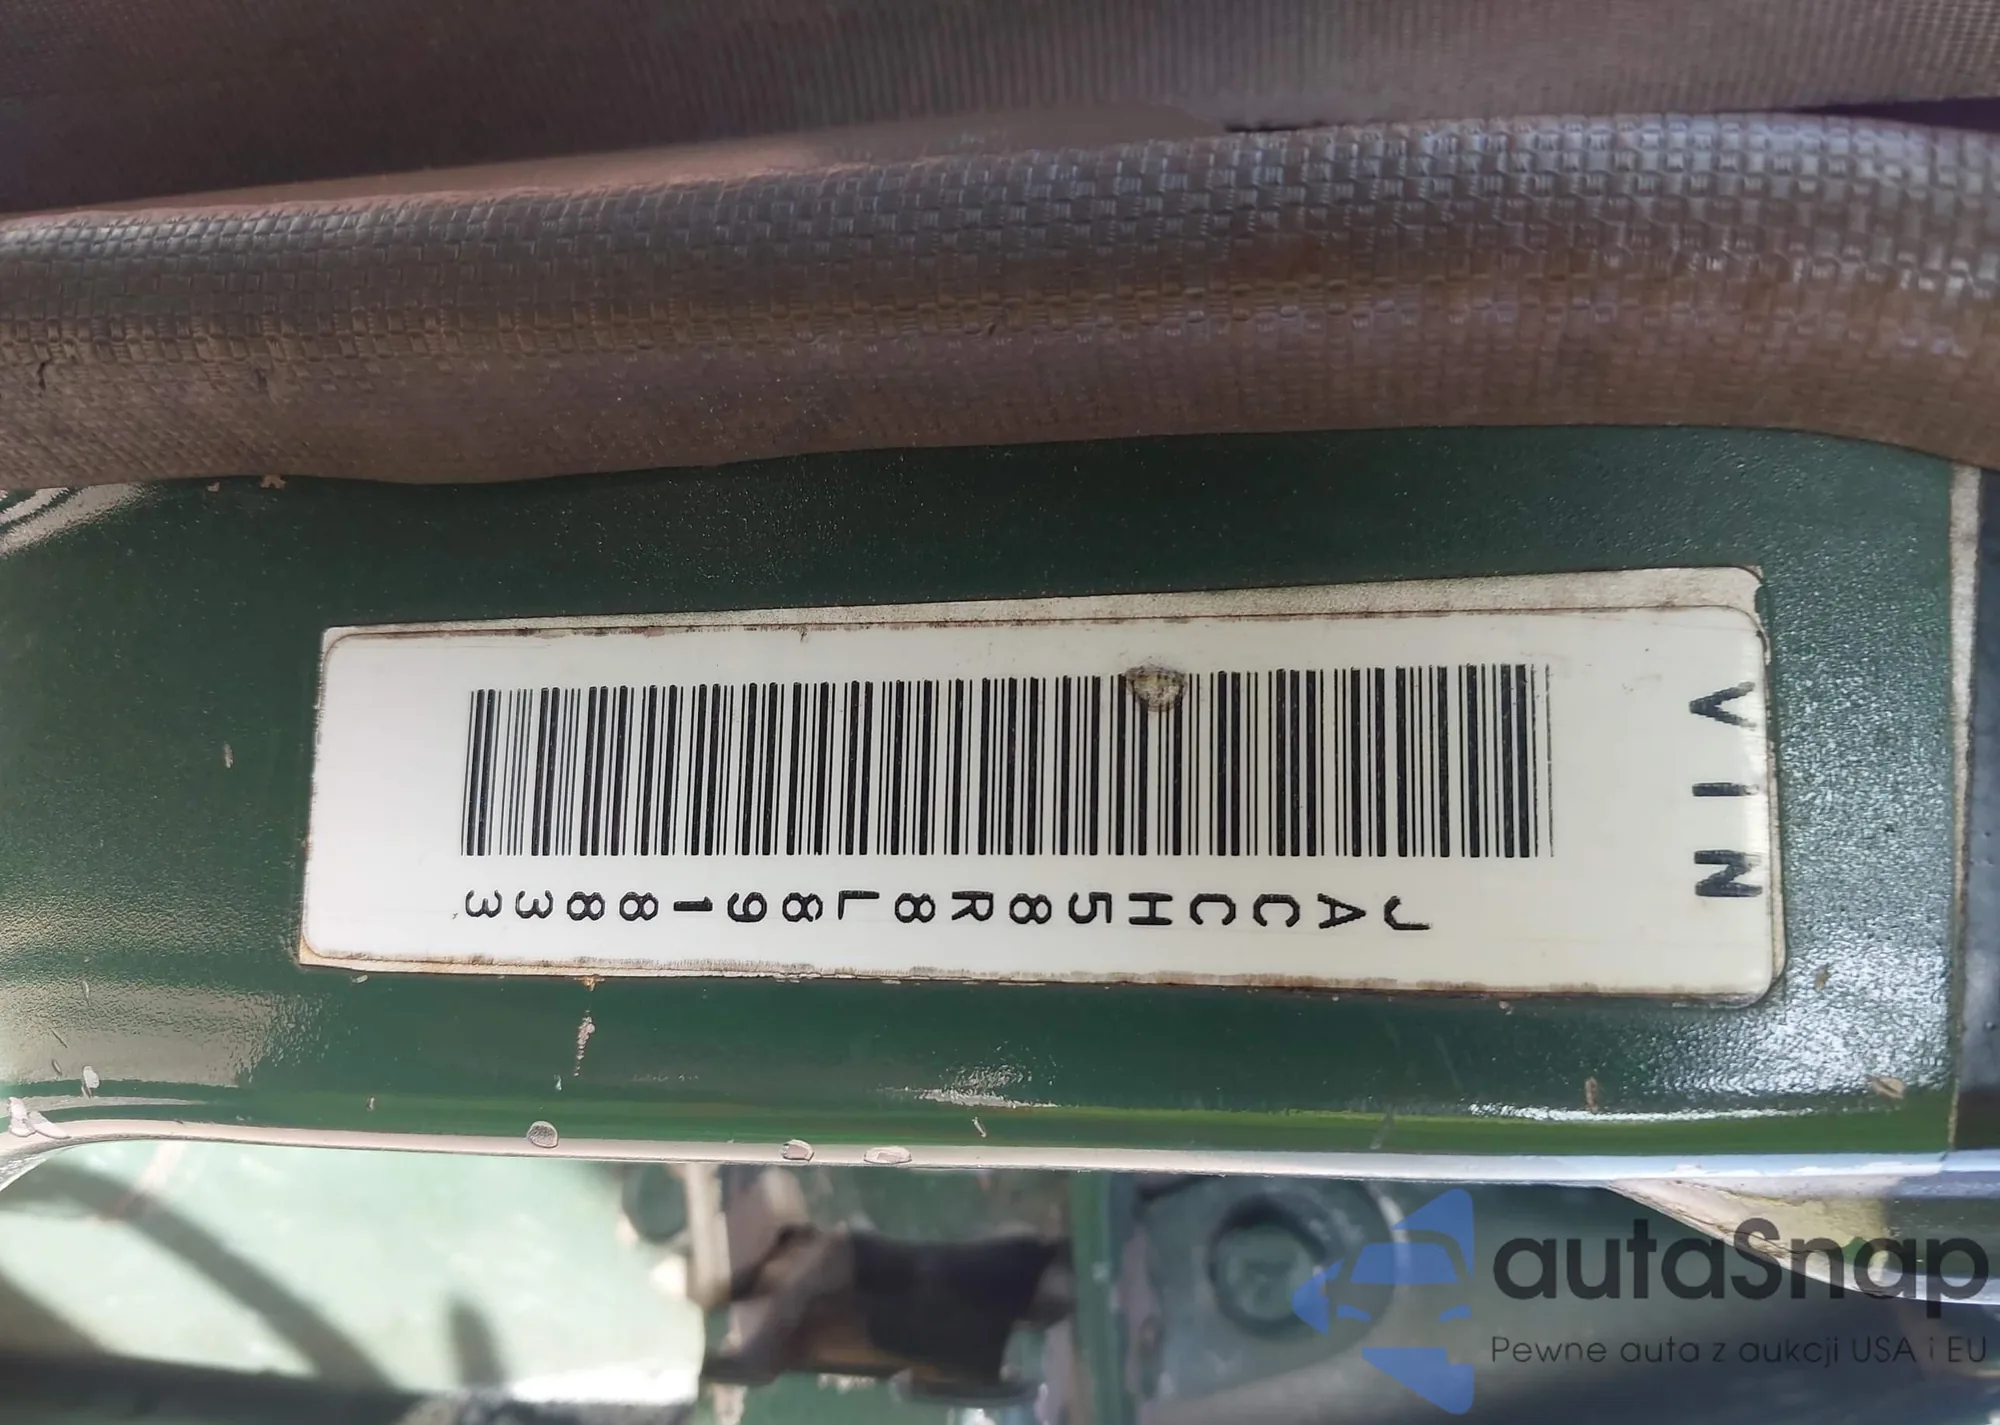 VIN
JACCH58R8L8918833
autaSnap
Pewne auta z aukcji USA i EU